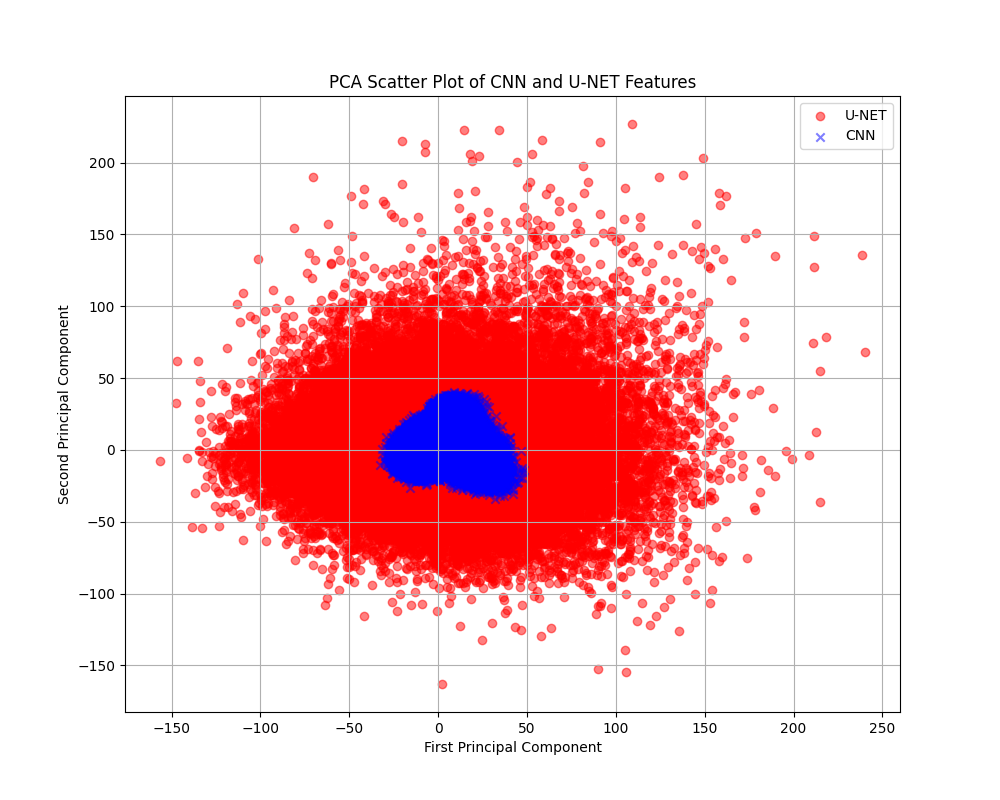 PCA Scatter Plot of CNN and U-NET Features
U-NET
CNN
Second Principal Component
200
150
100
50
0
−50
−100
−150
−150 −100 −50 0 50 100 150 200 250
First Principal Component